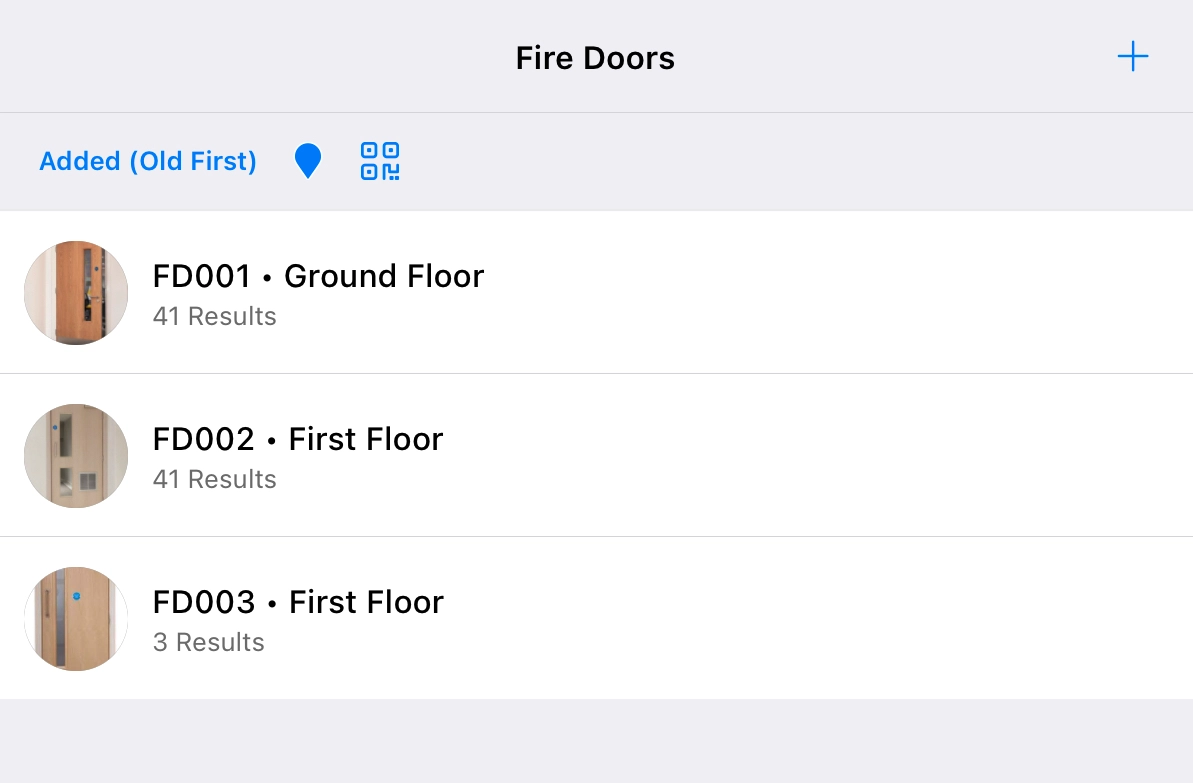 Fire Doors
Added (Old First)
FD001 • Ground Floor
41 Results
FD002 • First Floor
41 Results
FD003 • First Floor
3 Results